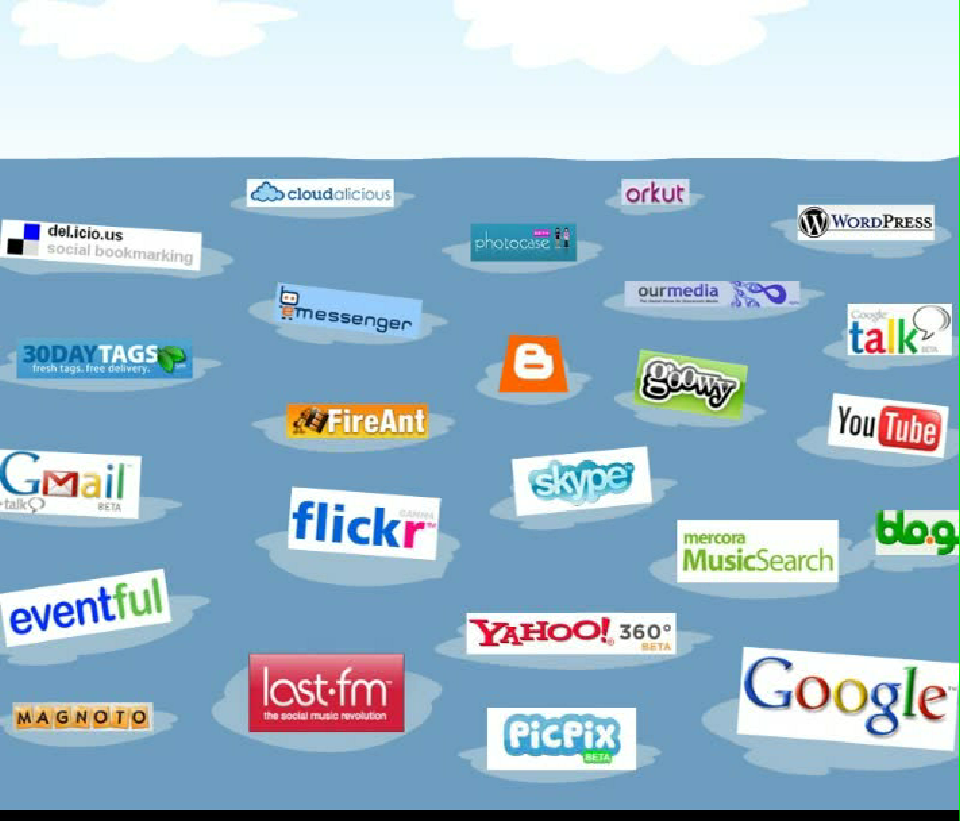 cloudalicious
orkut
del.icio.us
social bookmarking
WORDPRESS
photocase
BETA
ourmedia
messenger
Google
talk
BETA
30DAYTAGS
fresh tags. free delivery.
goowy
FireAnt
You Tube
Gmail
talk
BETA
skype
flickr
GAMMA
mercora
MusicSearch
blog
eventful
YAHOO! 360°
BETA
last.fm
the social music revolution
Google
MAGNOTO
PicPix
BETA